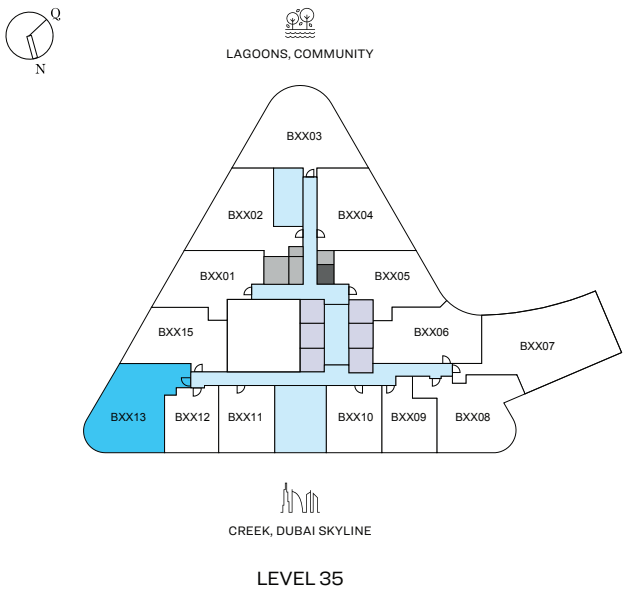 Q
N
LAGOONS, COMMUNITY
BXX03
BXX02
BXX04
BXX01
BXX05
BXX15
BXX06
BXX07
BXX13
BXX12
BXX11
BXX10
BXX09
BXX08
CREEK, DUBAI SKYLINE
LEVEL 35